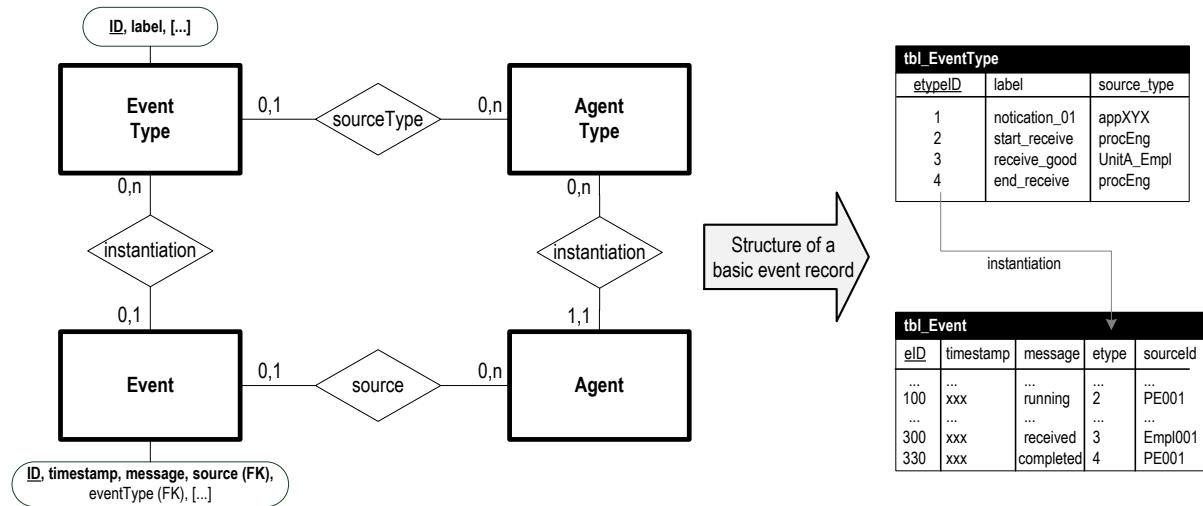 ID, label, [...]
Event
Type
0,1
sourceType
0,n
Agent
Type
0,n
instantiation
0,1
0,n
instantiation
1,1
Event
0,1
source
0,n
Agent
ID, timestamp, message, source (FK),
eventType (FK), [...]
Structure of a
basic event record
tbl_EventType
etypeID label source_type
1 notication_01 appXYX
2 start_receive procEng
3 receive_good UnitA_Empl
4 end_receive procEng
instantiation
tbl_Event
eID timestamp message etype sourceId
... ... ... ... ...
100 xxx running 2 PE001
... ... ... ... ...
300 xxx received 3 Empl001
330 xxx completed 4 PE001